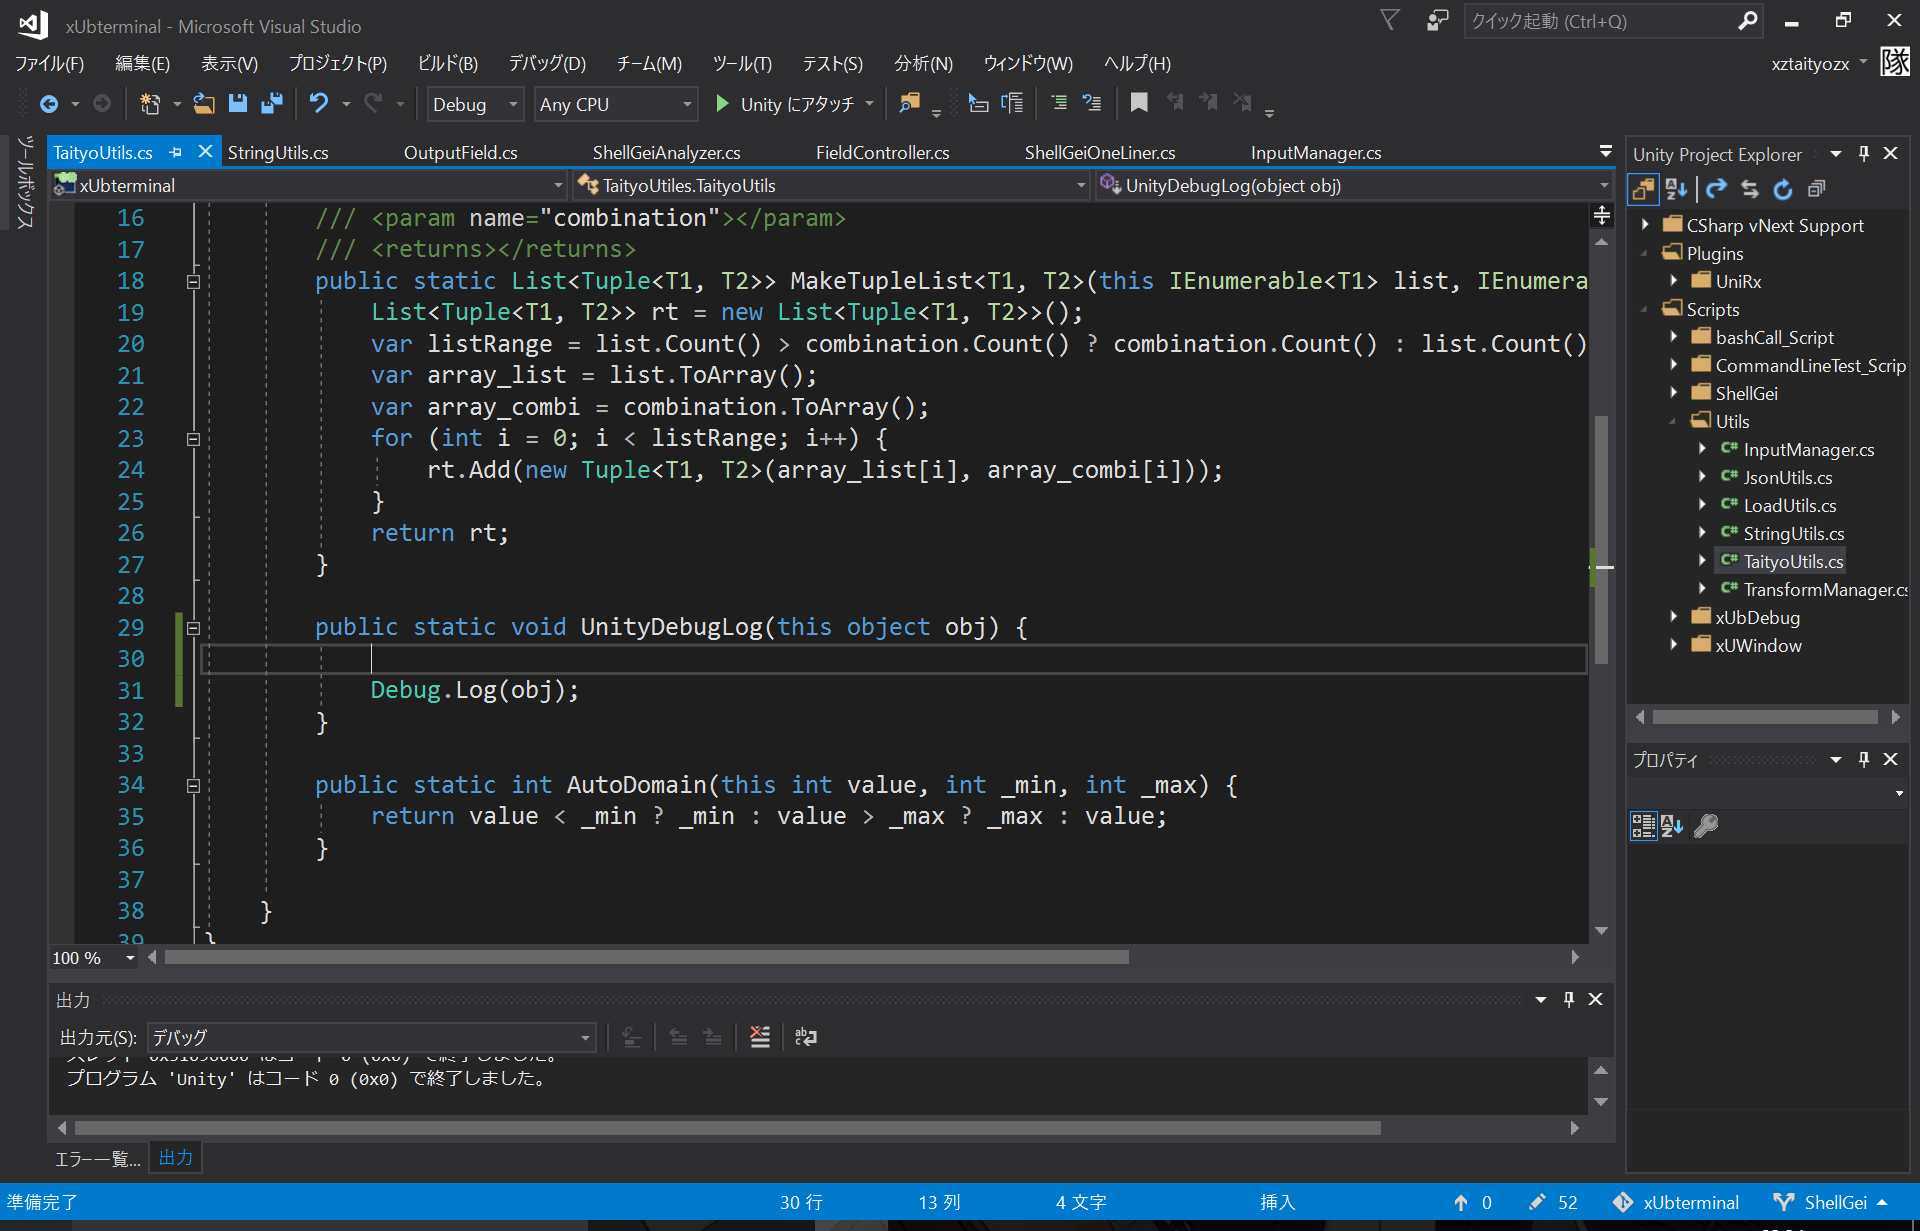 xUbterminal - Microsoft Visual Studio
クイック起動 (Ctrl+Q)
ファイル(F) 編集(E) 表示(V) プロジェクト(P) ビルド(B) デバッグ(D) チーム(M) ツール(T) テスト(S) 分析(N) ウィンドウ(W) ヘルプ(H)
xztaityozx 隊
Debug Any CPU Unity にアタッチ
ツールボックス
TaityoUtils.cs StringUtils.cs OutputField.cs ShellGeiAnalyzer.cs FieldController.cs ShellGeiOneLiner.cs InputManager.cs
xUbterminal TaityoUtiles.TaityoUtils UnityDebugLog(object obj)
16 /// <param name="combination"></param>
17 /// <returns></returns>
18 public static List<Tuple<T1, T2>> MakeTupleList<T1, T2>(this IEnumerable<T1> list, IEnumera
19 List<Tuple<T1, T2>> rt = new List<Tuple<T1, T2>>();
20 var listRange = list.Count() > combination.Count() ? combination.Count() : list.Count()
21 var array_list = list.ToArray();
22 var array_combi = combination.ToArray();
23 for (int i = 0; i < listRange; i++) {
24 rt.Add(new Tuple<T1, T2>(array_list[i], array_combi[i]));
25 }
26 return rt;
27 }
28
29 public static void UnityDebugLog(this object obj) {
30
31 Debug.Log(obj);
32 }
33
34 public static int AutoDomain(this int value, int _min, int _max) {
35 return value < _min ? _min : value > _max ? _max : value;
36 }
37
38 }
39 }
100 %
出力
出力元(S): デバッグ
プログラム 'Unity' はコード 0 (0x0) で終了しました。
エラー一覧... 出力
Unity Project Explorer
CSharp vNext Support
Plugins
UniRx
Scripts
bashCall_Script
CommandLineTest_Scrip
ShellGei
Utils
C# InputManager.cs
C# JsonUtils.cs
C# LoadUtils.cs
C# StringUtils.cs
C# TaityoUtils.cs
C# TransformManager.cs
xUbDebug
xUWindow
プロパティ
準備完了 30 行 13 列 4 文字 挿入 0 52 xUbterminal ShellGei